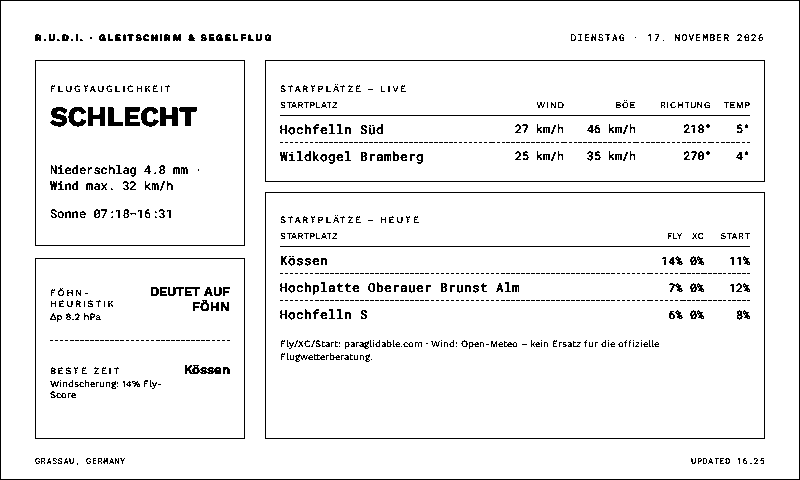 R.U.D.I. · GLEITSCHIRM & SEGELFLUG
DIENSTAG · 17. NOVEMBER 2026
FLUGTAUGLICHKEIT
SCHLECHT
Niederschlag 4.8 mm ·
Wind max. 32 km/h
Sonne 07:18–16:31
FÖHN-
HEURISTIK
DEUTET AUF
FÖHN
Δp 8.2 hPa
BESTE ZEIT
Kössen
Windscherung: 14% Fly-
Score
STARTPLÄTZE – LIVE
STARTPLATZ WIND BÖE RICHTUNG TEMP
Hochfelln Süd 27 km/h 46 km/h 218° 5°
Wildkogel Bramberg 25 km/h 35 km/h 270° 4°
STARTPLÄTZE – HEUTE
STARTPLATZ FLY XC START
Kössen 14% 0% 11%
Hochplatte Oberauer Brunst Alm 7% 0% 12%
Hochfelln S 6% 0% 8%
Fly/XC/Start: paraglidable.com · Wind: Open-Meteo – kein Ersatz für die offizielle
Flugwetterberatung.
GRASSAU, GERMANY
UPDATED 16.25